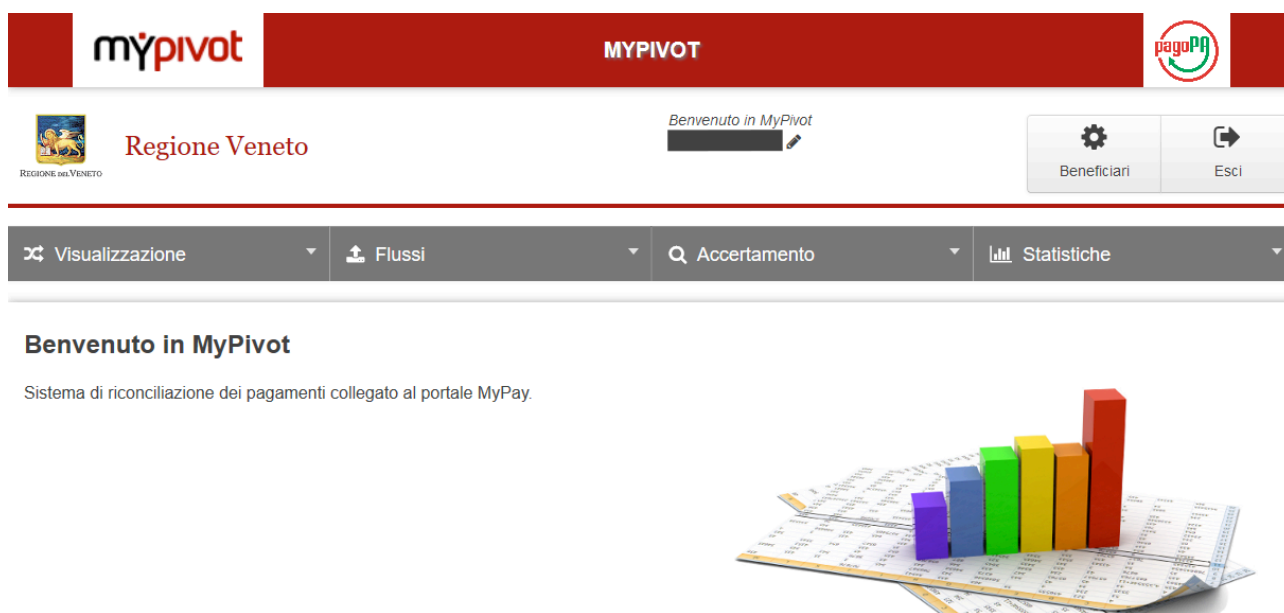 mypivot
MYPIVOT
pagoPA
Benvenuto in MyPivot
REGIONE DEL VENETO
Regione Veneto
Beneficiari
Esci
Visualizzazione
Flussi
Accertamento
Statistiche
Benvenuto in MyPivot
Sistema di riconciliazione dei pagamenti collegato al portale MyPay.